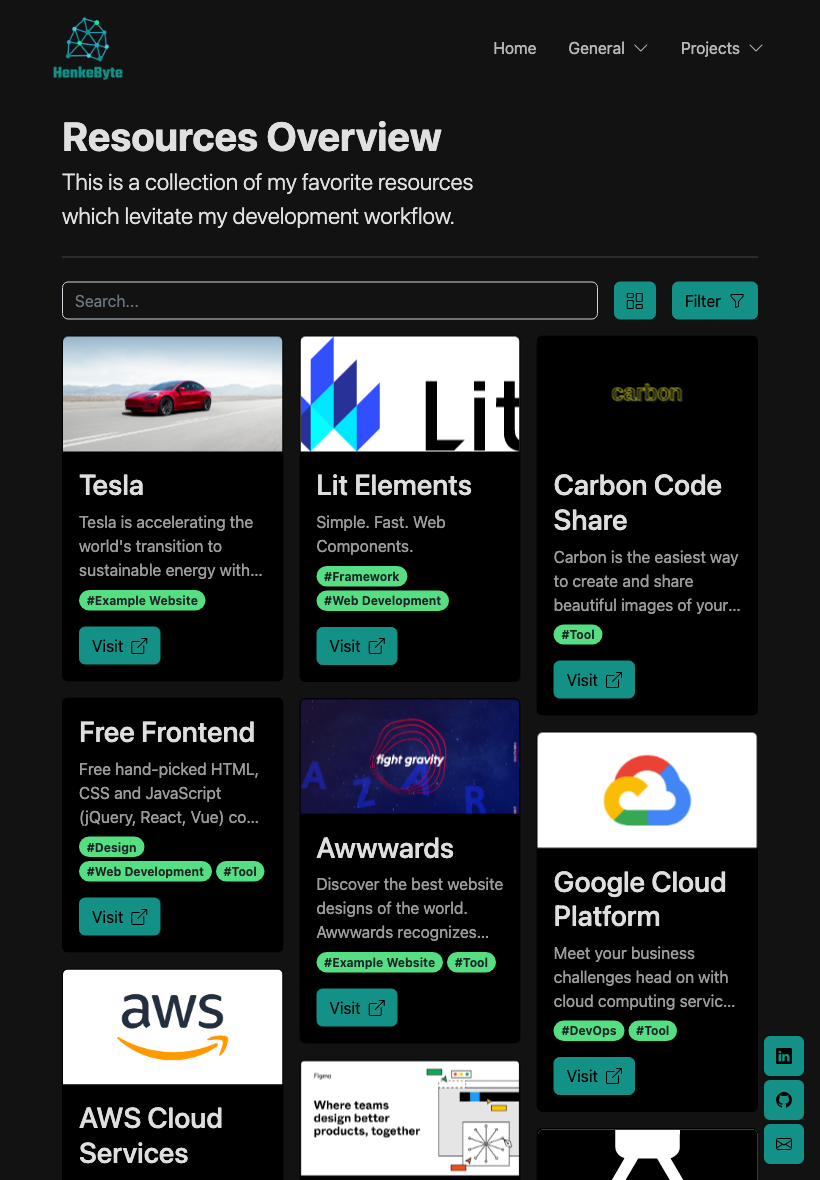 HenkeByte
Home
General
Projects
Resources Overview
This is a collection of my favorite resources
which levitate my development workflow.
Search...
Filter
Tesla
Tesla is accelerating the
world's transition to
sustainable energy with...
#Example Website
Visit
Lit
Lit Elements
Simple. Fast. Web
Components.
#Framework
#Web Development
Visit
carbon
Carbon Code
Share
Carbon is the easiest way
to create and share
beautiful images of your...
#Tool
Visit
Free Frontend
Free hand-picked HTML,
CSS and JavaScript
(jQuery, React, Vue) co...
#Design
#Web Development #Tool
Visit
fight gravity
A Z A R
Awwwards
Discover the best website
designs of the world.
Awwwards recognizes...
#Example Website #Tool
Visit
Google Cloud
Platform
Meet your business
challenges head on with
cloud computing servic...
#DevOps #Tool
Visit
aws
AWS Cloud
Services
Figma
Where teams
design better
products, together